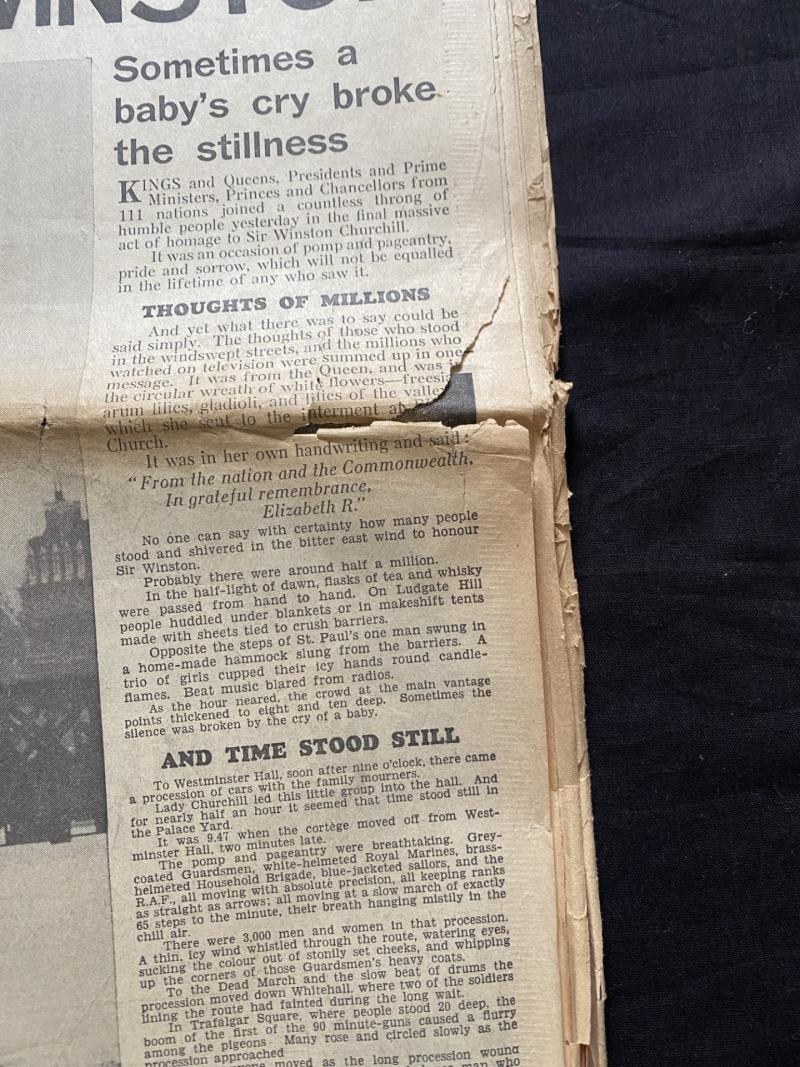 WINSTON
Sometimes a
baby's cry broke
the stillness
KINGS and Queens, Presidents and Prime
Ministers, Princes and Chancellors from
111 nations joined a countless throng of
humble people yesterday in the final massive
act of homage to Sir Winston Churchill.
It was an occasion of pomp and pageantry,
pride and sorrow, which will not be equalled
in the lifetime of any who saw it.
THOUGHTS OF MILLIONS
And yet what there was to say could be
said simply. The thoughts of those who stood
in the windswept streets, and the millions who
watched on television were summed up in one
message. It was from the Queen, and was
the circular wreath of white flowers—freesia
arum lilies, gladioli, and lilies of the valley
which she sent to the interment at
Church.
It was in her own handwriting and said:
"From the nation and the Commonwealth,
In grateful remembrance,
Elizabeth R."
No one can say with certainty how many people
stood and shivered in the bitter east wind to honour
Sir Winston.
Probably there were around half a million.
In the half-light of dawn, flasks of tea and whisky
were passed from hand to hand. On Ludgate Hill
people huddled under blankets or in makeshift tents
made with sheets tied to crush barriers.
Opposite the steps of St. Paul's one man swung in
a home-made hammock slung from the barriers. A
trio of girls cupped their icy hands round candle-
flames. Beat music blared from radios.
As the hour neared, the crowd at the main vantage
points thickened to eight and ten deep. Sometimes the
silence was broken by the cry of a baby.
AND TIME STOOD STILL
To Westminster Hall, soon after nine o'clock, there came
a procession of cars with the family mourners.
Lady Churchill led this little group into the hall. And
for nearly half an hour it seemed that time stood still in
the Palace Yard.
It was 9.47 when the cortège moved off from West-
minster Hall, two minutes late.
The pomp and pageantry were breathtaking. Grey-
coated Guardsmen, white-helmeted Royal Marines, brass-
helmeted Household Brigade, blue-jacketed sailors, and the
R.A.F., all moving with absolute precision, all keeping ranks
as straight as arrows; all moving at a slow march of exactly
65 steps to the minute, their breath hanging mistily in the
chill air.
There were 3,000 men and women in that procession.
A thin, icy wind whistled through the route, watering eyes,
sucking the colour out of stonily set cheeks, and whipping
up the corners of those Guardsmen's heavy coats.
To the Dead March and the slow beat of drums the
procession moved down Whitehall, where two of the soldiers
lining the route had fainted during the long wait.
In Trafalgar Square, where people stood 20 deep, the
boom of the first of the 90 minute-guns caused a flurry
among the pigeons Many rose and circled slowly as the
procession approached
moved as the long procession wound
man who